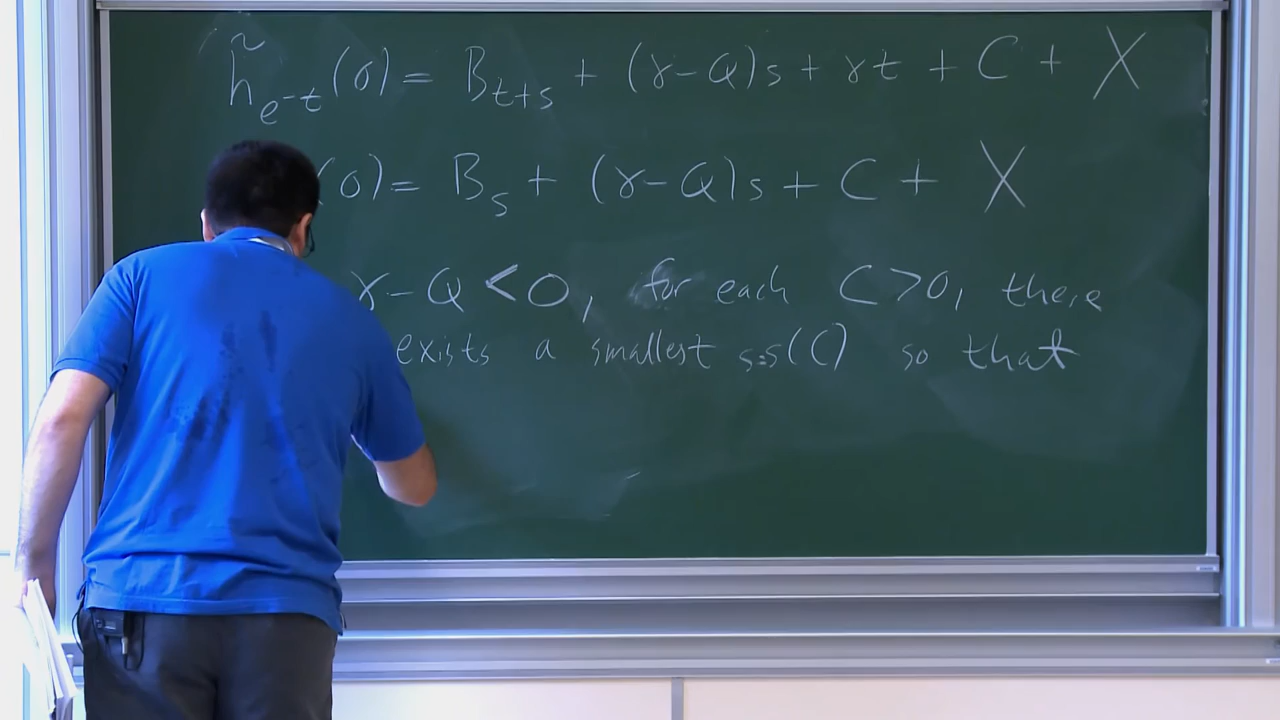 h̃_{e^{-t}}(0) = B_{t+s} + (γ-Q)s + γt + C + X
(0) = B_s + (γ-Q)s + C + X
γ-Q < 0, for each C>0, there
exists a smallest s=s(C) so that